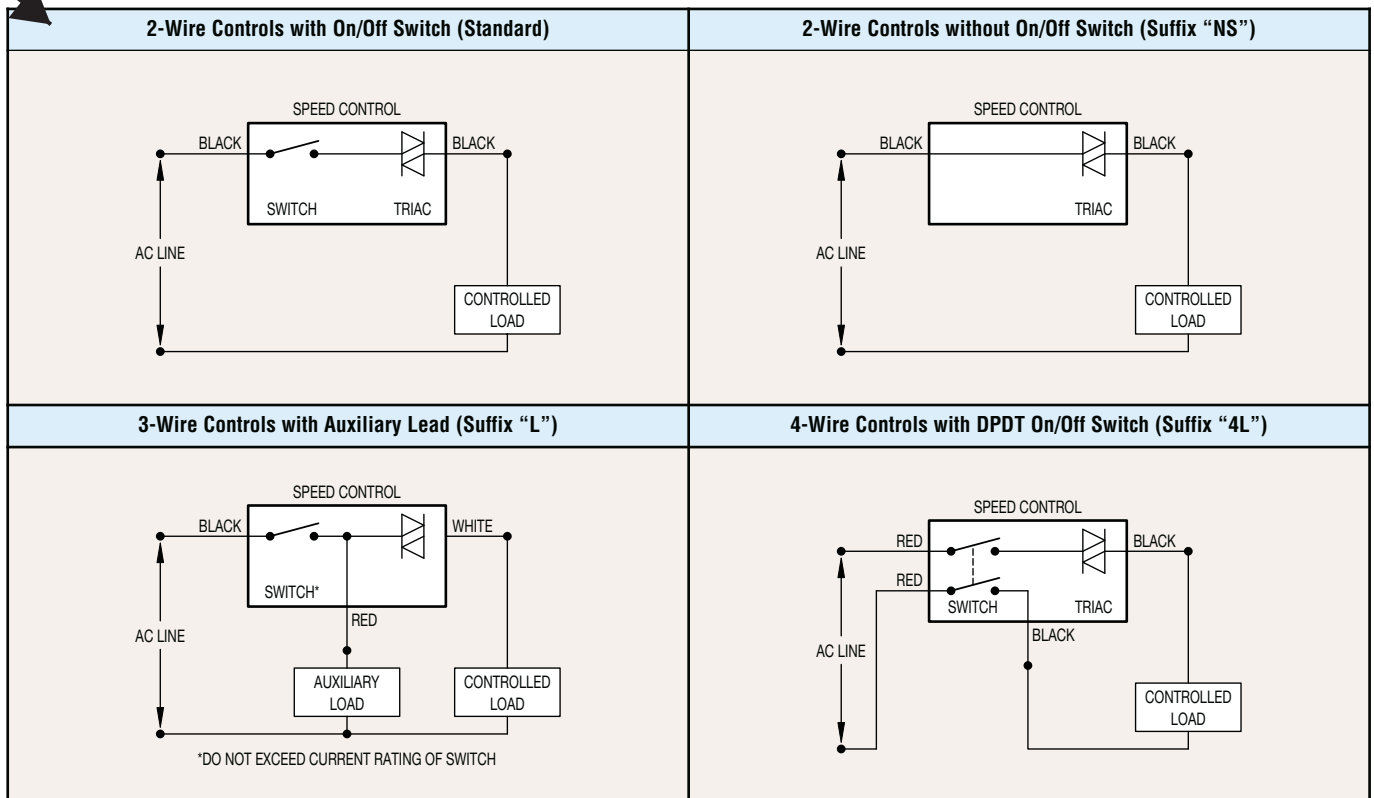 2-Wire Controls with On/Off Switch (Standard)
SPEED CONTROL
BLACK
BLACK
SWITCH
TRIAC
AC LINE
CONTROLLED
LOAD
2-Wire Controls without On/Off Switch (Suffix “NS”)
SPEED CONTROL
BLACK
BLACK
TRIAC
AC LINE
CONTROLLED
LOAD
3-Wire Controls with Auxiliary Lead (Suffix “L”)
SPEED CONTROL
BLACK
WHITE
SWITCH*
RED
AC LINE
AUXILIARY
LOAD
CONTROLLED
LOAD
*DO NOT EXCEED CURRENT RATING OF SWITCH
4-Wire Controls with DPDT On/Off Switch (Suffix “4L”)
SPEED CONTROL
RED
BLACK
RED
SWITCH
TRIAC
BLACK
AC LINE
CONTROLLED
LOAD